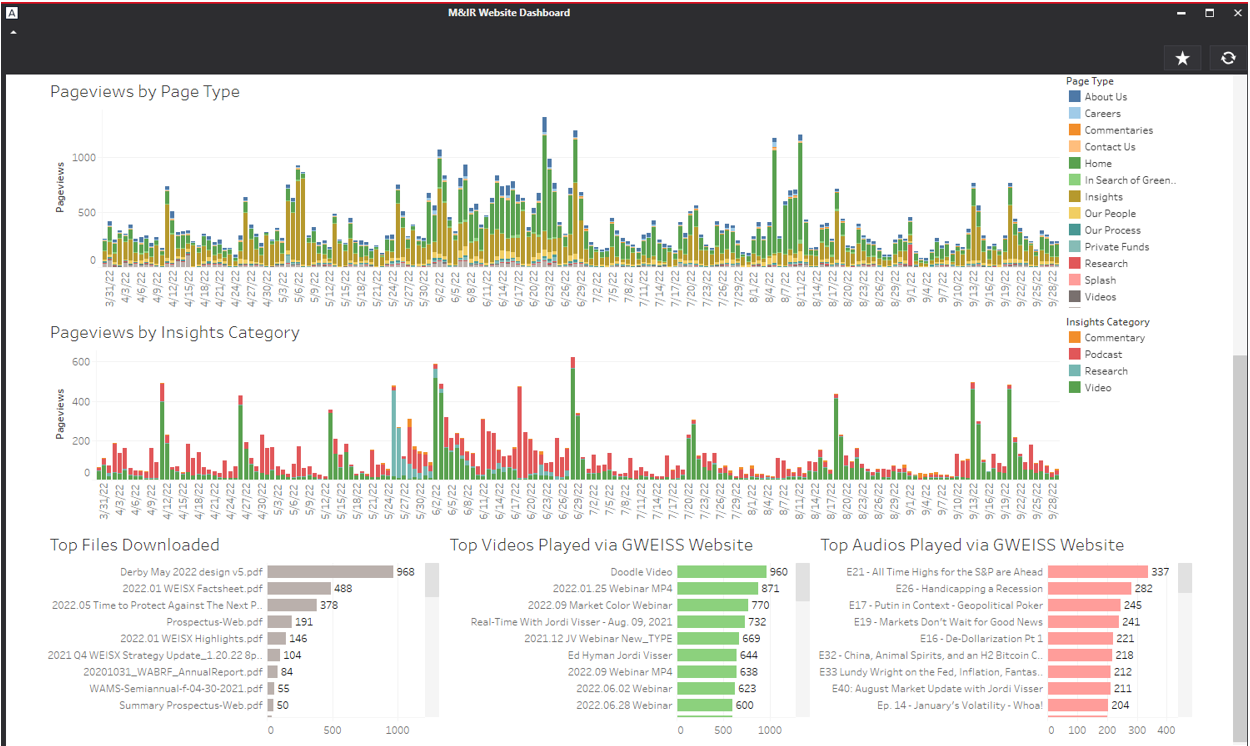 A
M&IR Website Dashboard
Pageviews by Page Type
Pageviews
1000
500
0
3/31/22 4/3/22 4/6/22 4/9/22 4/12/22 4/15/22 4/18/22 4/21/22 4/24/22 4/27/22 4/30/22 5/3/22 5/6/22 5/9/22 5/12/22 5/15/22 5/18/22 5/21/22 5/24/22 5/27/22 5/30/22 6/2/22 6/5/22 6/8/22 6/11/22 6/14/22 6/17/22 6/20/22 6/23/22 6/26/22 6/29/22 7/2/22 7/5/22 7/8/22 7/11/22 7/14/22 7/17/22 7/20/22 7/23/22 7/26/22 7/29/22 8/1/22 8/4/22 8/7/22 8/11/22 8/14/22 8/17/22 8/20/22 8/23/22 8/26/22 8/29/22 9/1/22 9/4/22 9/7/22 9/10/22 9/13/22 9/16/22 9/19/22 9/22/22 9/25/22 9/28/22
Page Type
About Us
Careers
Commentaries
Contact Us
Home
In Search of Green..
Insights
Our People
Our Process
Private Funds
Research
Splash
Videos
Pageviews by Insights Category
Pageviews
600
400
200
0
3/31/22 4/3/22 4/6/22 4/9/22 4/12/22 4/15/22 4/18/22 4/21/22 4/24/22 4/27/22 4/30/22 5/3/22 5/6/22 5/9/22 5/12/22 5/15/22 5/18/22 5/21/22 5/24/22 5/27/22 5/30/22 6/2/22 6/5/22 6/8/22 6/11/22 6/14/22 6/17/22 6/20/22 6/23/22 6/26/22 6/29/22 7/2/22 7/5/22 7/8/22 7/11/22 7/14/22 7/17/22 7/20/22 7/23/22 7/26/22 7/29/22 8/1/22 8/4/22 8/7/22 8/11/22 8/14/22 8/17/22 8/20/22 8/23/22 8/26/22 8/29/22 9/1/22 9/4/22 9/7/22 9/10/22 9/13/22 9/16/22 9/19/22 9/22/22 9/25/22 9/28/22
Insights Category
Commentary
Podcast
Research
Video
Top Files Downloaded
Derby May 2022 design v5.pdf 968
2022.01 WEISX Factsheet.pdf 488
2022.05 Time to Protect Against The Next P.. 378
Prospectus-Web.pdf 191
2022.01 WEISX Highlights.pdf 146
2021 Q4 WEISX Strategy Update_1.20.22 8p.. 104
20201031_WABRF_AnnualReport.pdf 84
WAMS-Semiannual-f-04-30-2021.pdf 55
Summary Prospectus-Web.pdf 50
0 500 1000
Top Videos Played via GWEISS Website
Doodle Video 960
2022.01.25 Webinar MP4 871
2022.09 Market Color Webinar 770
Real-Time With Jordi Visser - Aug. 09, 2021 732
2021.12 JV Webinar New_TYPE 669
Ed Hyman Jordi Visser 644
2022.09 Webinar MP4 638
2022.06.02 Webinar 623
2022.06.28 Webinar 600
0 500 1000
Top Audios Played via GWEISS Website
E21 - All Time Highs for the S&P are Ahead 337
E26 - Handicapping a Recession 282
E17 - Putin in Context - Geopolitical Poker 245
E19 - Markets Don't Wait for Good News 241
E16 - De-Dollarization Pt 1 221
E32 - China, Animal Spirits, and an H2 Bitcoin C.. 218
E33 Lundy Wright on the Fed, Inflation, Fantas.. 212
E40: August Market Update with Jordi Visser 211
Ep. 14 - January's Volatility - Whoa! 204
0 100 200 300 400